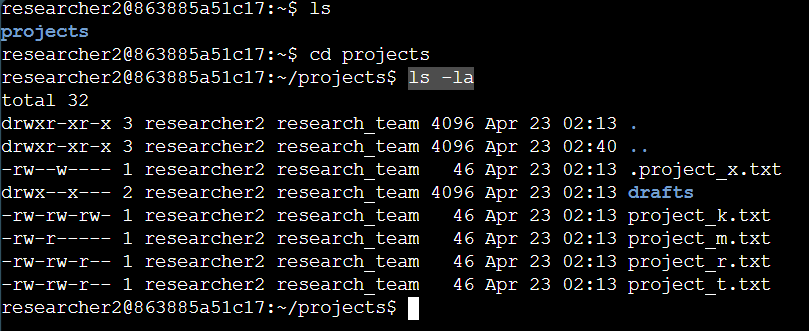 researcher2@863885a51c17:~$ ls
projects
researcher2@863885a51c17:~$ cd projects
researcher2@863885a51c17:~/projects$ ls -la
total 32
drwxr-xr-x 3 researcher2 research_team 4096 Apr 23 02:13 .
drwxr-xr-x 3 researcher2 research_team 4096 Apr 23 02:40 ..
-rw--w---- 1 researcher2 research_team   46 Apr 23 02:13 .project_x.txt
drwx--x--- 2 researcher2 research_team 4096 Apr 23 02:13 drafts
-rw-rw-rw- 1 researcher2 research_team   46 Apr 23 02:13 project_k.txt
-rw-r----- 1 researcher2 research_team   46 Apr 23 02:13 project_m.txt
-rw-rw-r-- 1 researcher2 research_team   46 Apr 23 02:13 project_r.txt
-rw-rw-r-- 1 researcher2 research_team   46 Apr 23 02:13 project_t.txt
researcher2@863885a51c17:~/projects$